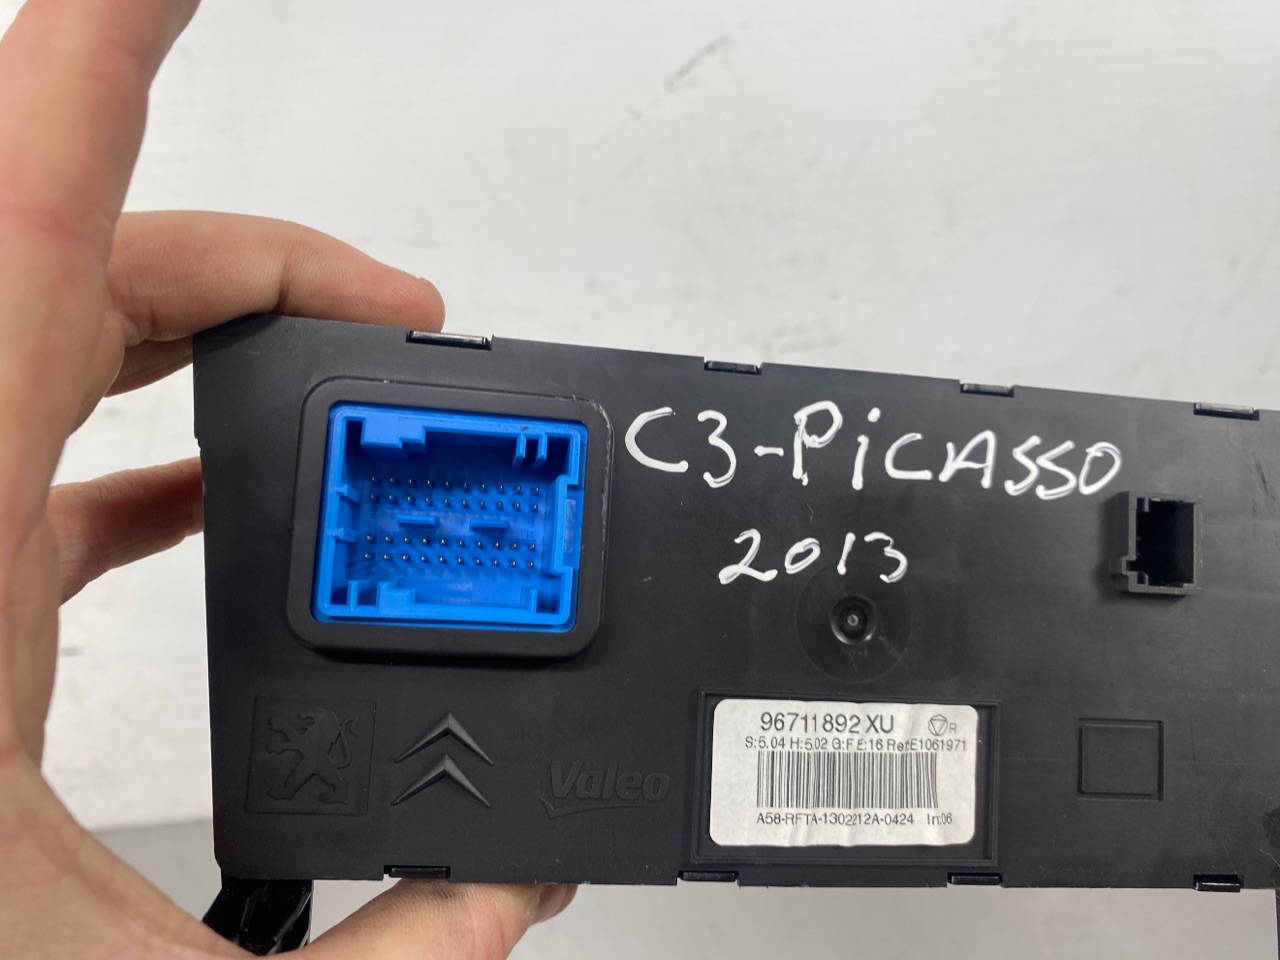 C3-PiCASSO
2013
Valeo
96711892 XU
R
S:5.04 H:5.02 G:F E:16 Ref:E1061971
A58-RFTA-1302212A-0424 In:06